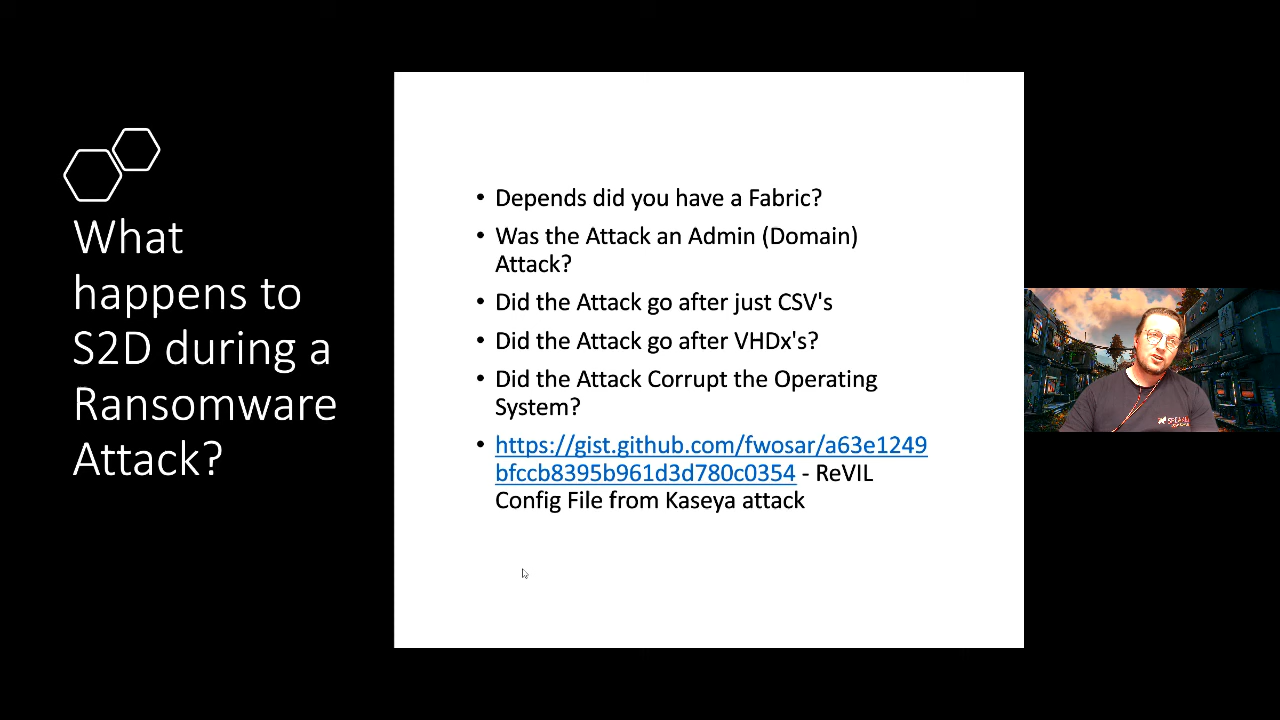 What
happens to
S2D during a
Ransomware
Attack?
• Depends did you have a Fabric?
• Was the Attack an Admin (Domain)
Attack?
• Did the Attack go after just CSV's
• Did the Attack go after VHDx's?
• Did the Attack Corrupt the Operating
System?
• https://gist.github.com/fwosar/a63e1249
bfccb8395b961d3d780c0354 - ReVIL
Config File from Kaseya attack